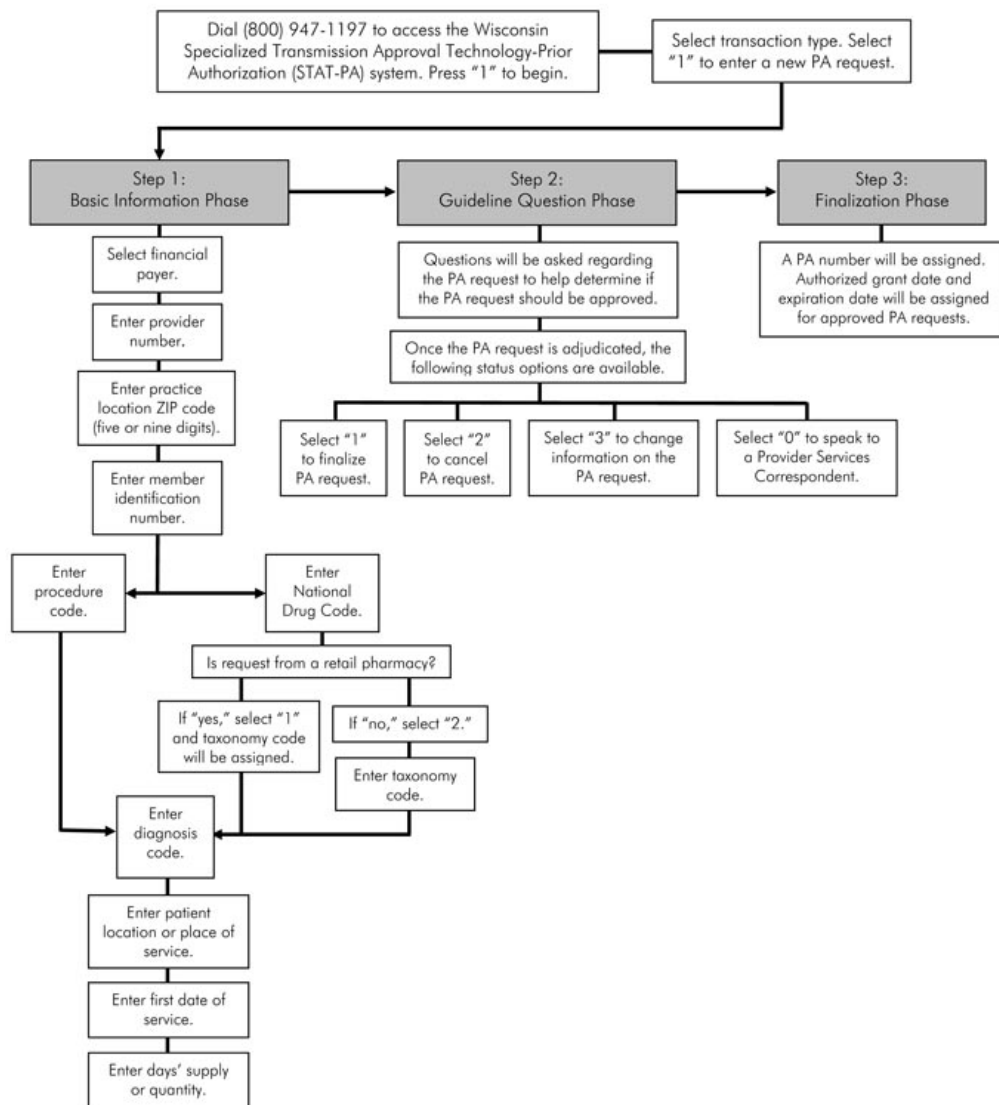 Dial (800) 947-1197 to access the Wisconsin
Specialized Transmission Approval Technology-Prior
Authorization (STAT-PA) system. Press “1” to begin.
Select transaction type. Select
“1” to enter a new PA request.
Step 1:
Basic Information Phase
Step 2:
Guideline Question Phase
Step 3:
Finalization Phase
Select financial
payer.
Enter provider
number.
Enter practice
location ZIP code
(five or nine digits).
Enter member
identification
number.
Enter
procedure
code.
Enter
National
Drug Code.
Is request from a retail pharmacy?
If “yes,” select “1”
and taxonomy code
will be assigned.
If “no,” select “2.”
Enter taxonomy
code.
Enter
diagnosis
code.
Enter patient
location or place of
service.
Enter first date of
service.
Enter days’ supply
or quantity.
Questions will be asked regarding
the PA request to help determine if
the PA request should be approved.
Once the PA request is adjudicated, the
following status options are available.
Select “1”
to finalize
PA request.
Select “2”
to cancel
PA request.
Select “3” to change
information on the
PA request.
Select “0” to speak to
a Provider Services
Correspondent.
A PA number will be assigned.
Authorized grant date and
expiration date will be assigned
for approved PA requests.